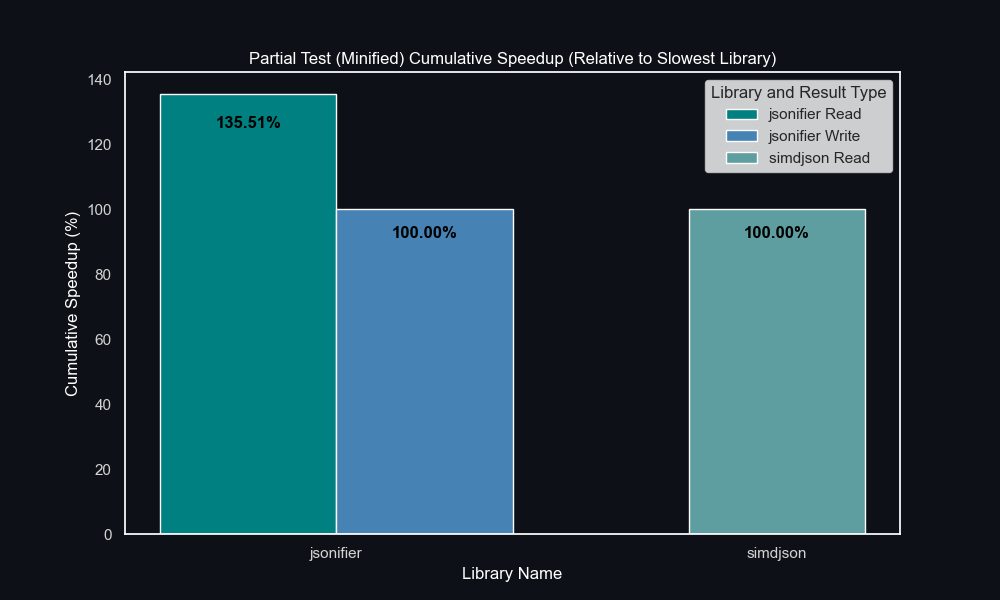 Partial Test (Minified) Cumulative Speedup (Relative to Slowest Library)
140
120
100
80
60
40
20
0
Cumulative Speedup (%)
135.51%
100.00%
100.00%
Library and Result Type
jsonifier Read
jsonifier Write
simdjson Read
jsonifier
simdjson
Library Name